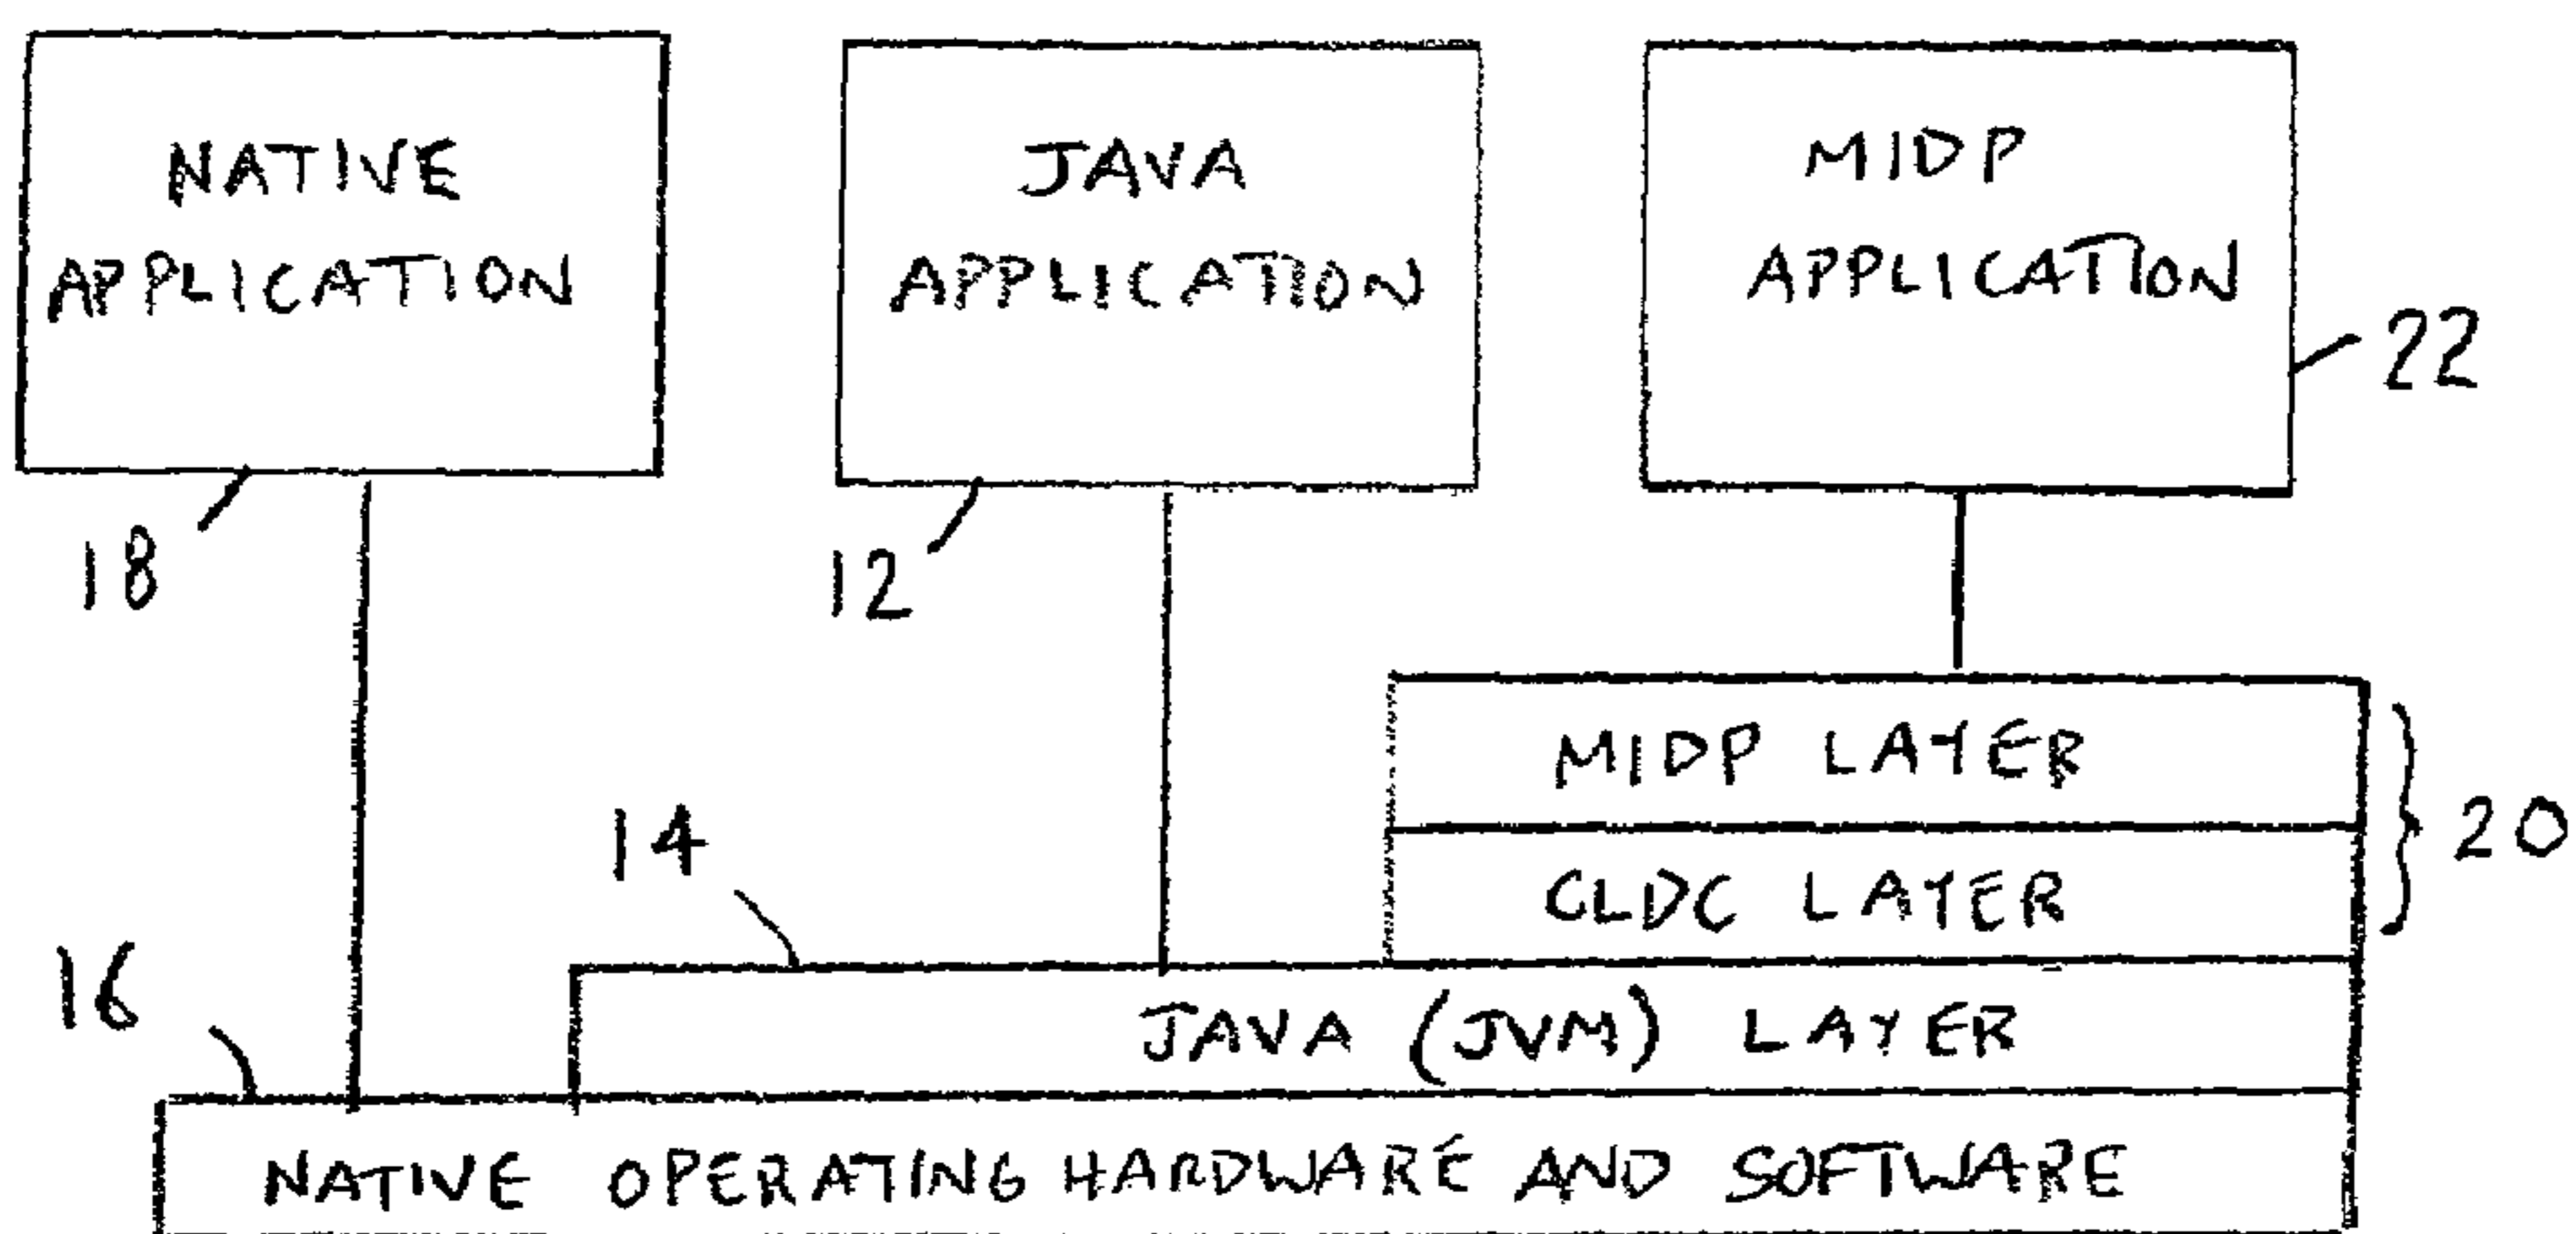 NATIVE
APPLICATION
JAVA
APPLICATION
MIDP
APPLICATION
22
18
12
MIDP LAYER
20
14
CLDC LAYER
16
JAVA (JVM) LAYER
NATIVE OPERATING HARDWARE AND SOFTWARE